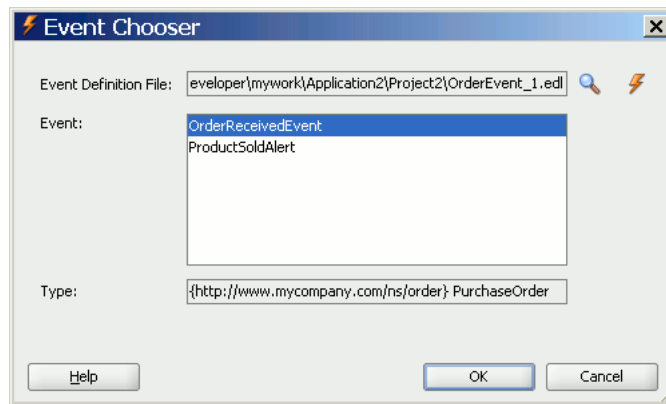 Event Chooser
Event Definition File: eveloper\mywork\Application2\Project2\OrderEvent_1.edl
Event:
OrderReceivedEvent
ProductSoldAlert
Type: {http://www.mycompany.com/ns/order} PurchaseOrder
Help OK Cancel